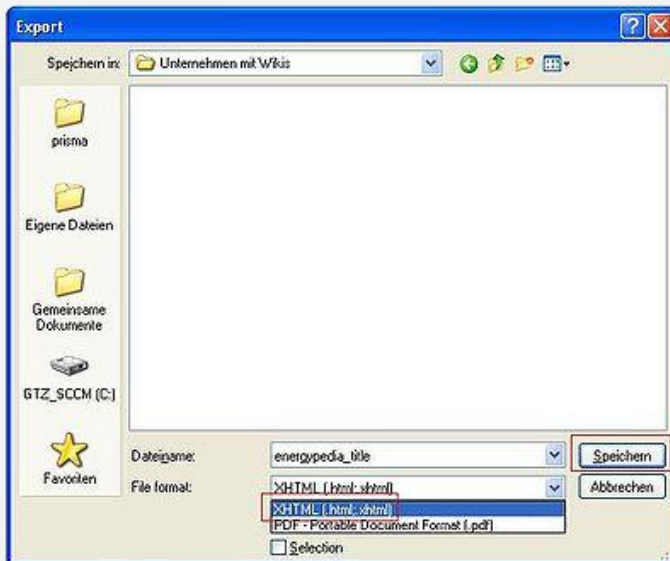 Export
Speichern in:
Unternehmen mit Wikis
prisma
Eigene Dateien
Gemeinsame
Dokumente
GTZ_SCCM (C:)
Favoriten
Dateiname:
energypedia_title
Speichern
File format:
XHTML (.html;.xhtml)
Abbrechen
XHTML (.html;.xhtml)
PDF - Portable Document Format (.pdf)
Selection